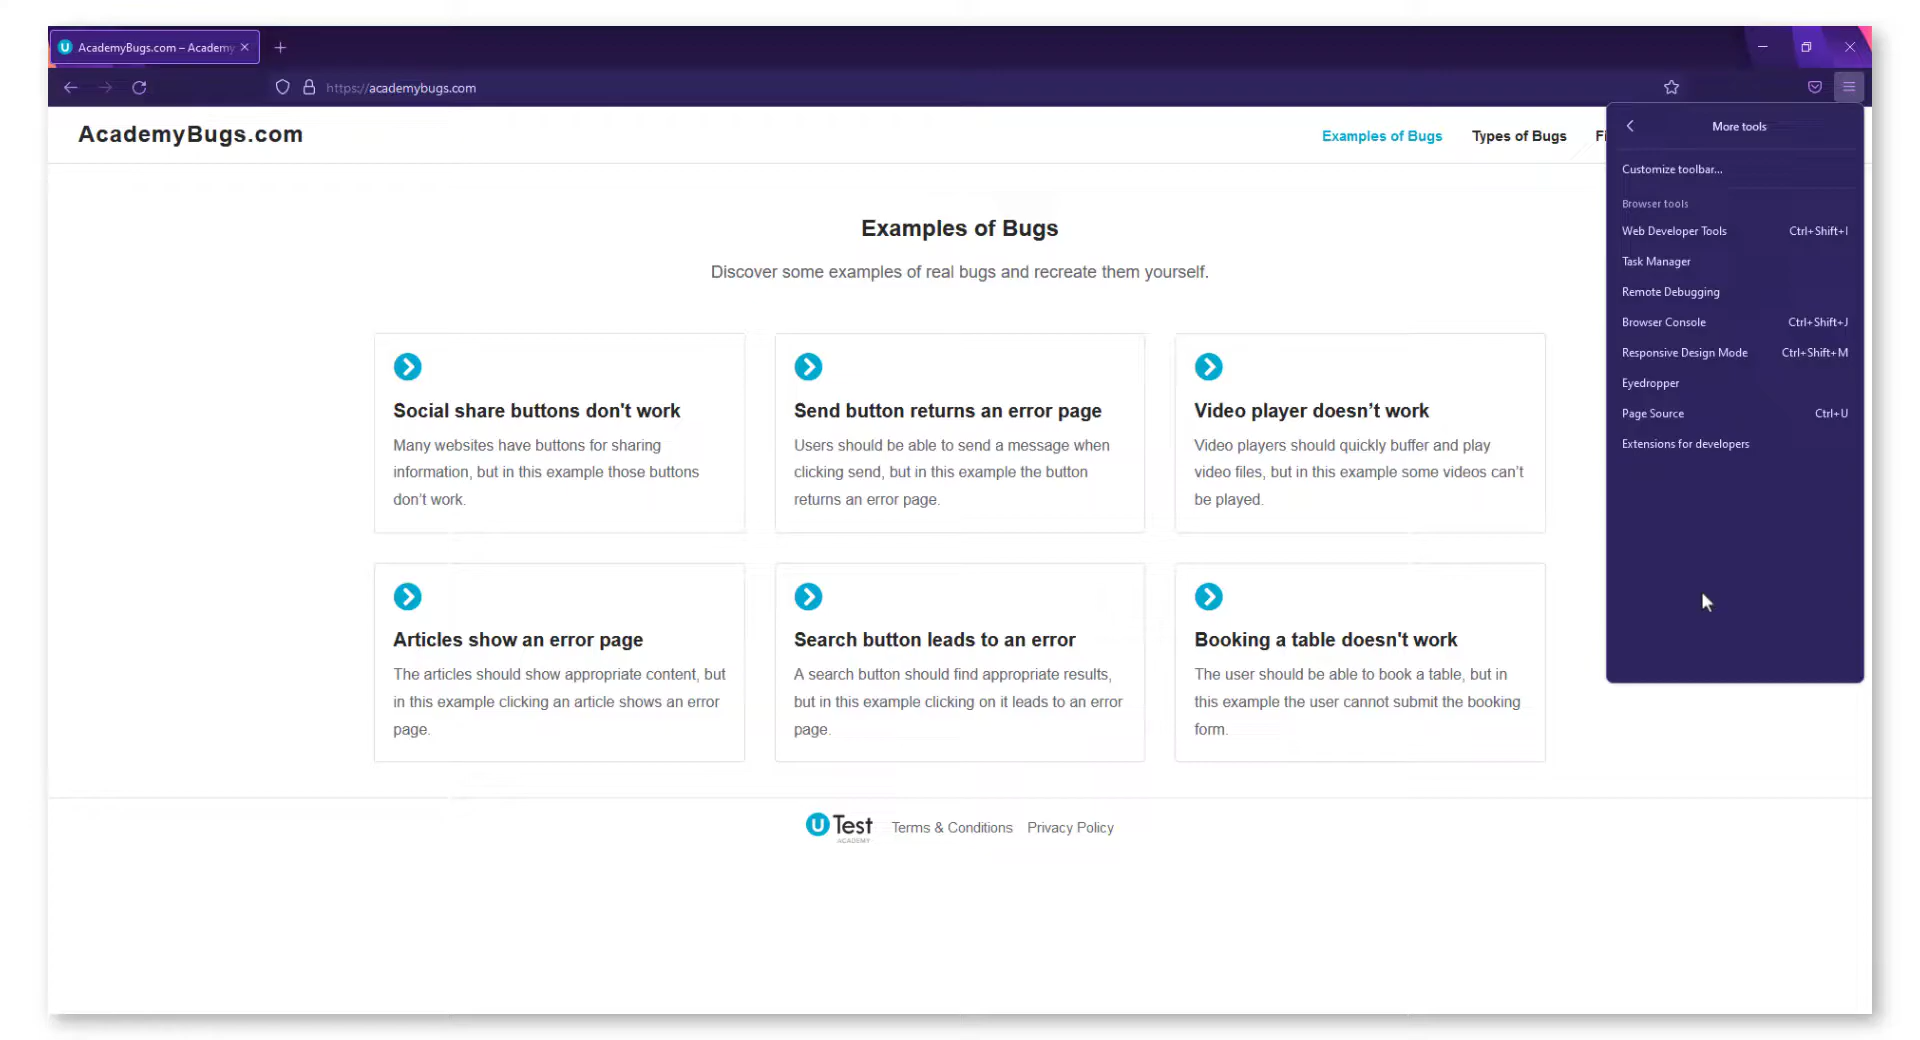 AcademyBugs.com – Academy
https://academybugs.com
AcademyBugs.com
Examples of Bugs
Types of Bugs
Fi
More tools
Customize toolbar...
Browser tools
Web Developer Tools Ctrl+Shift+I
Task Manager
Remote Debugging
Browser Console Ctrl+Shift+J
Responsive Design Mode Ctrl+Shift+M
Eyedropper
Page Source Ctrl+U
Extensions for developers
Examples of Bugs
Discover some examples of real bugs and recreate them yourself.
Social share buttons don't work
Many websites have buttons for sharing
information, but in this example those buttons
don’t work.
Send button returns an error page
Users should be able to send a message when
clicking send, but in this example the button
returns an error page.
Video player doesn’t work
Video players should quickly buffer and play
video files, but in this example some videos can’t
be played.
Articles show an error page
The articles should show appropriate content, but
in this example clicking an article shows an error
page.
Search button leads to an error
A search button should find appropriate results,
but in this example clicking on it leads to an error
page.
Booking a table doesn't work
The user should be able to book a table, but in
this example the user cannot submit the booking
form.
U Test
ACADEMY
Terms & Conditions
Privacy Policy